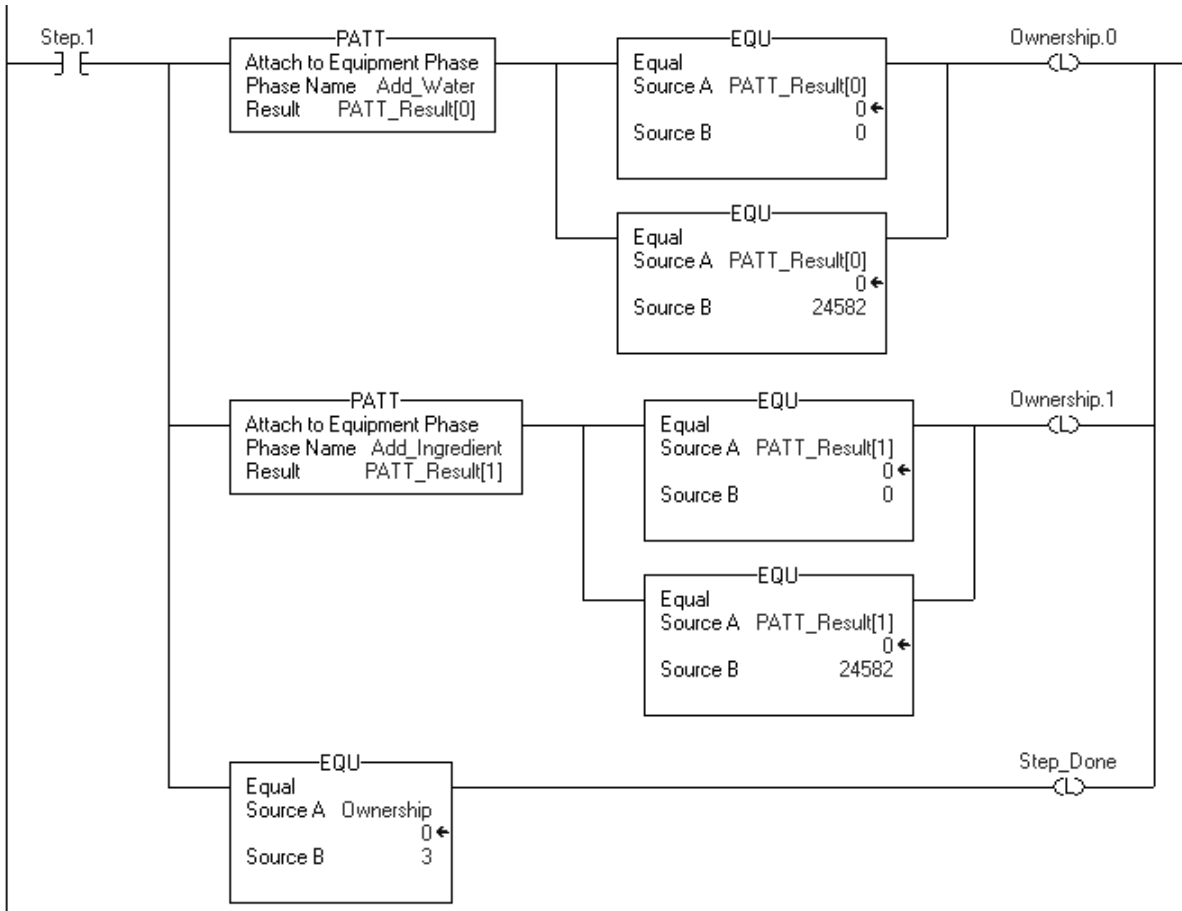 Step.1
PATT
Attach to Equipment Phase
Phase Name Add_Water
Result PATT_Result[0]
EQU
Equal
Source A PATT_Result[0]
0
Source B 0
Ownership.0
L
EQU
Equal
Source A PATT_Result[0]
0
Source B 24582
PATT
Attach to Equipment Phase
Phase Name Add_Ingredient
Result PATT_Result[1]
EQU
Equal
Source A PATT_Result[1]
0
Source B 0
Ownership.1
L
EQU
Equal
Source A PATT_Result[1]
0
Source B 24582
EQU
Equal
Source A Ownership
0
Source B 3
Step_Done
L